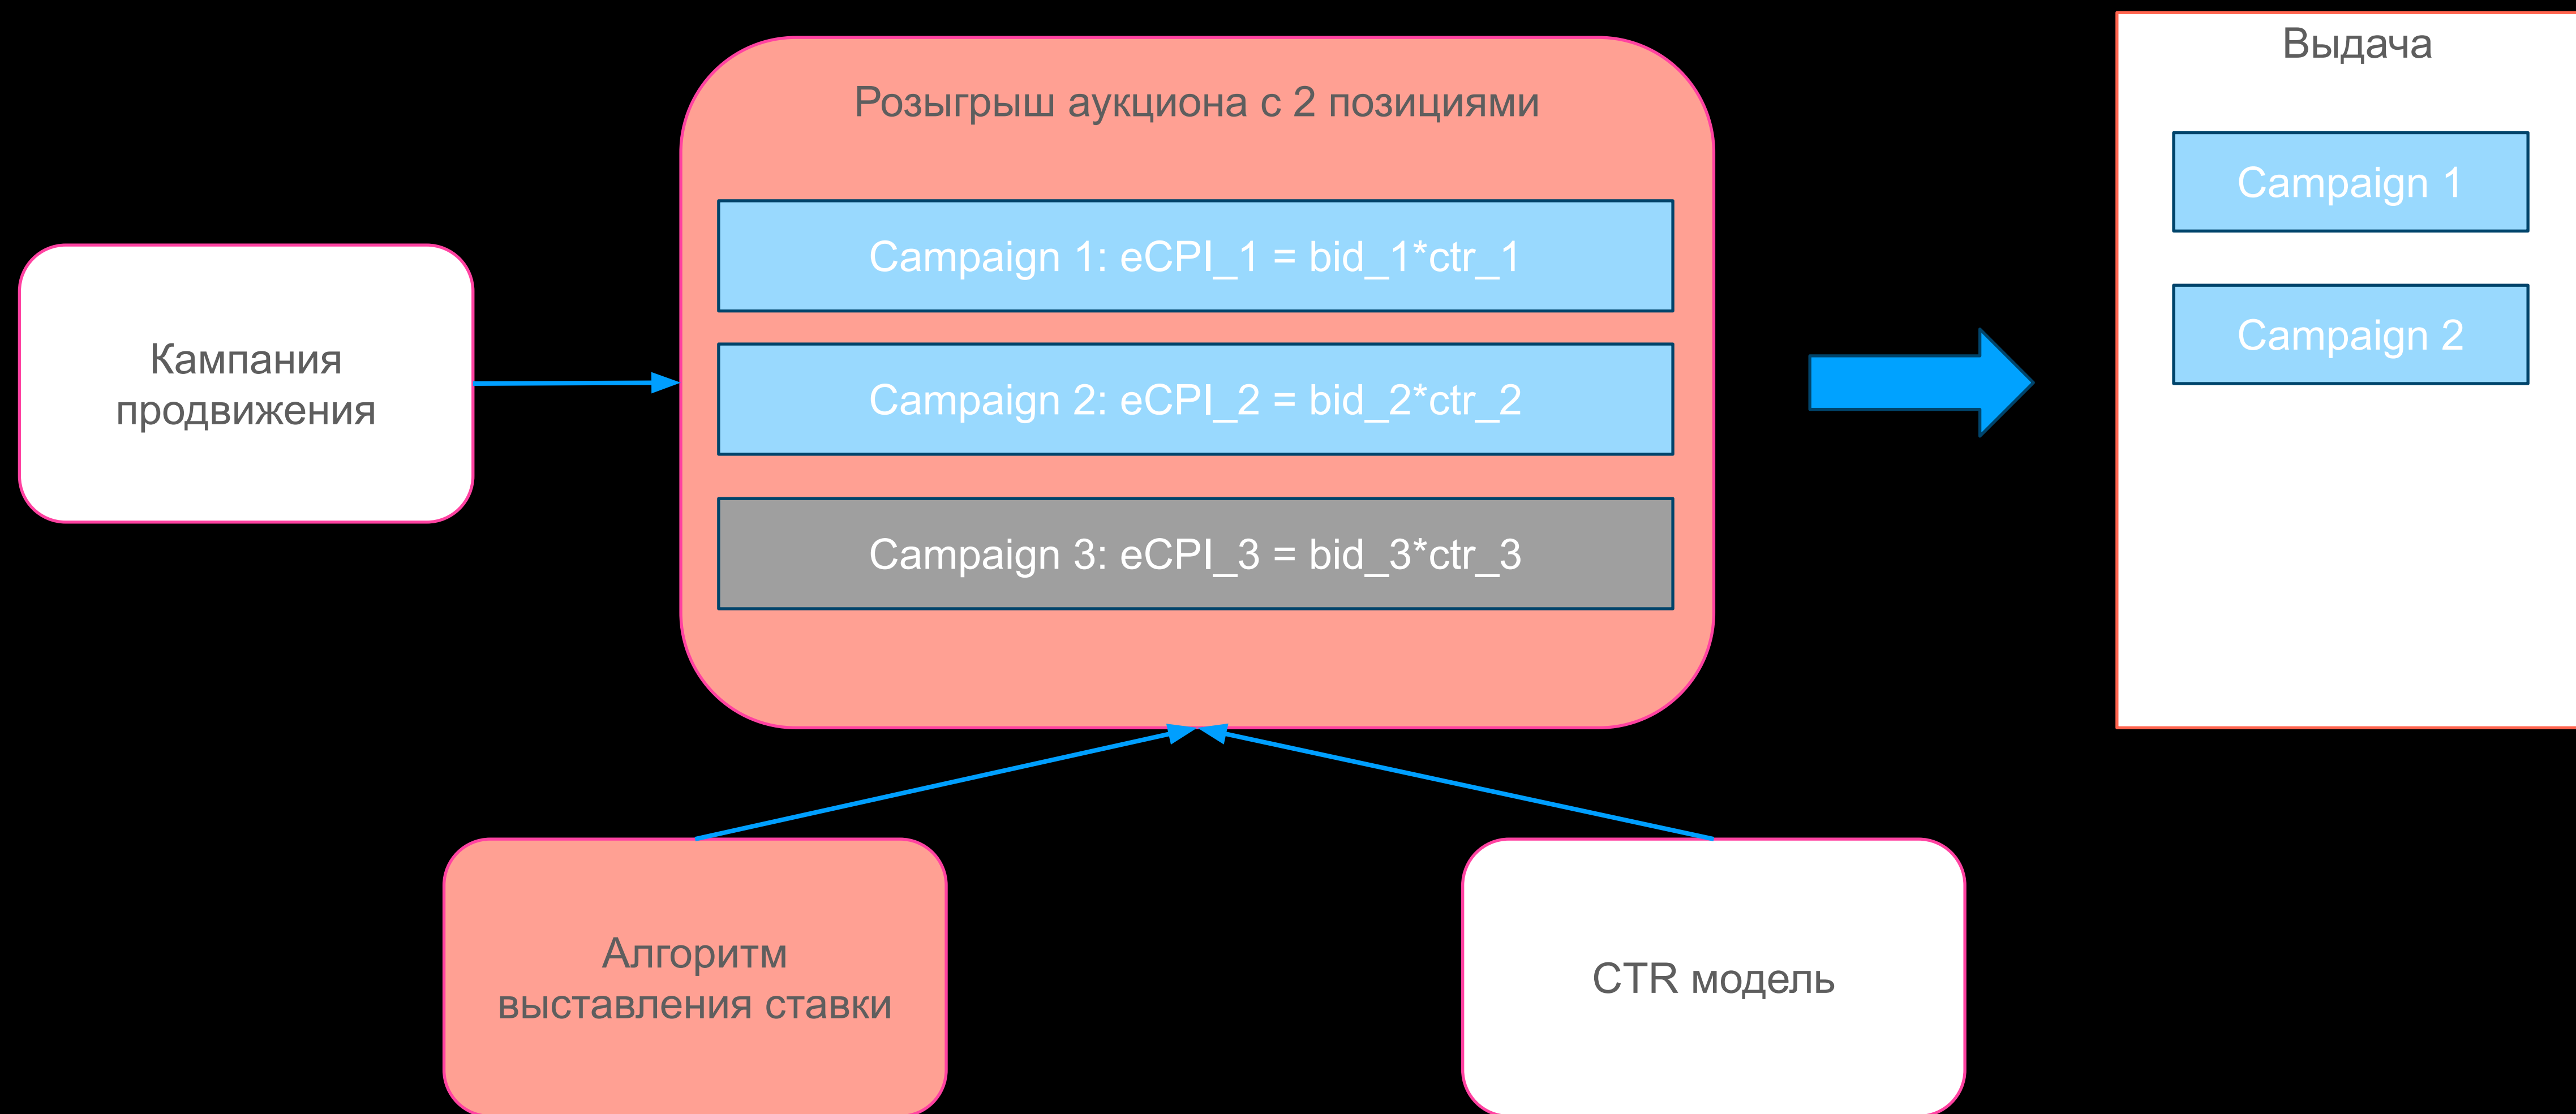 Выдача
Розыгрыш аукциона с 2 позициями
Campaign 1
Campaign 1: eCPI_1 = bid_1*ctr_1
Campaign 2
Кампания
продвижения
Campaign 2: eCPI_2 = bid_2*ctr_2
Campaign 3: eCPI_3 = bid_3*ctr_3
Алгоритм
выставления ставки
CTR модель